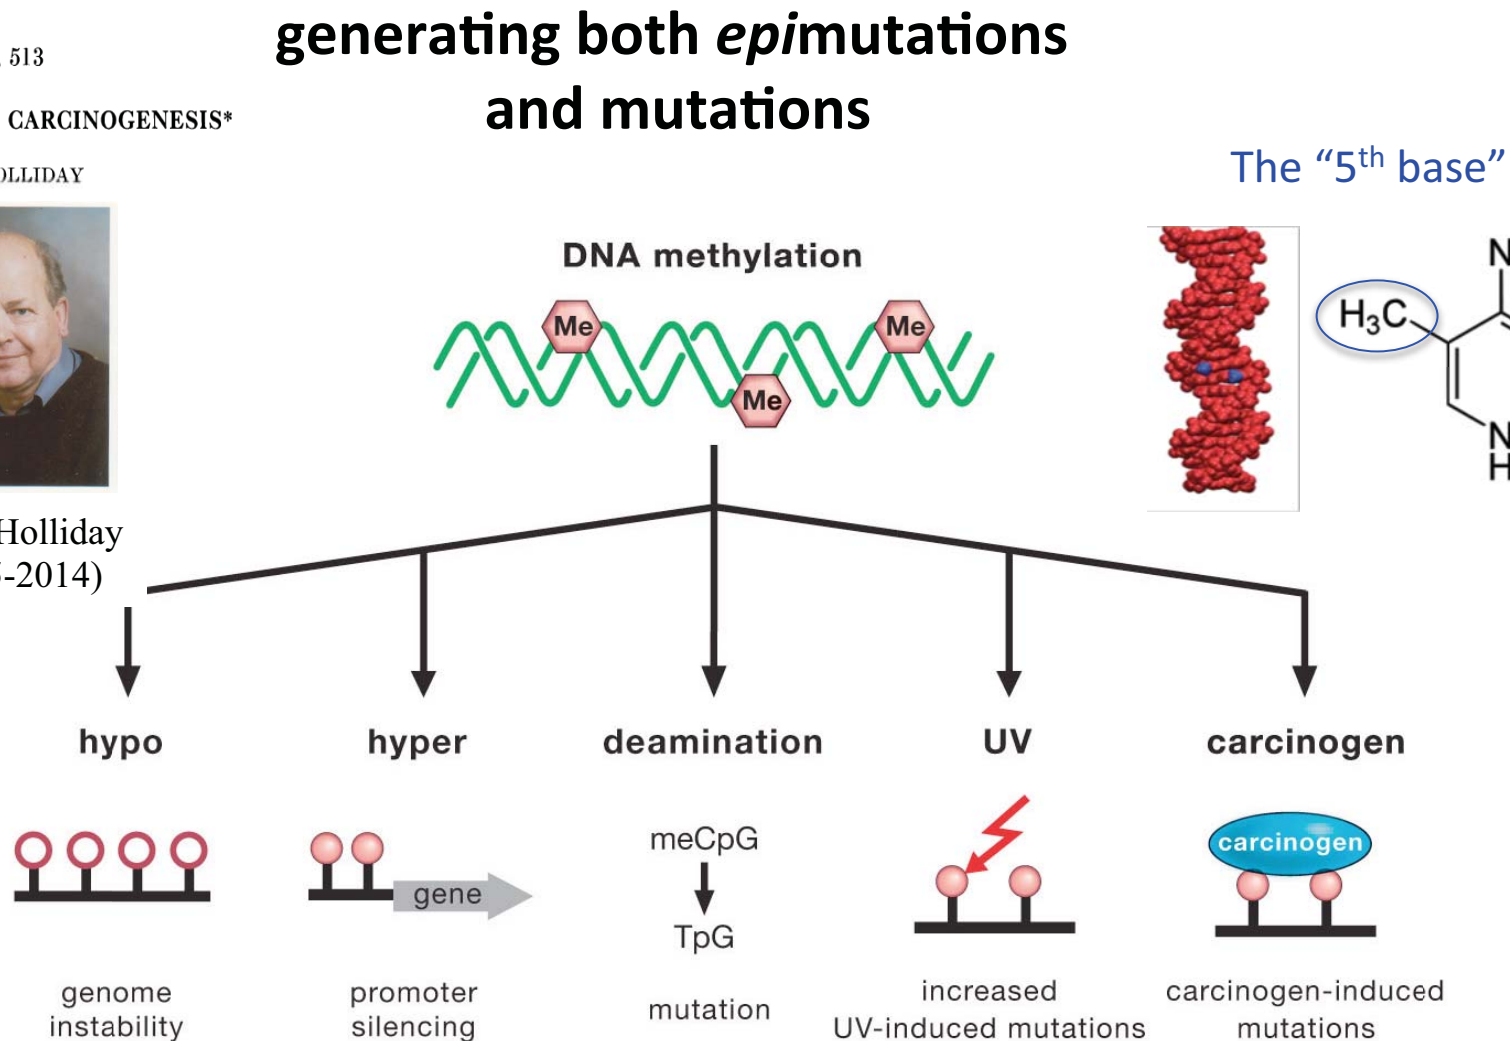 generating both epimutations
and mutations
, 513
CARCINOGENESIS*
OLLIDAY
The “5th base”
Holliday
-2014)
DNA methylation
Me
Me
Me
H₃C
N
N
H
hypo
hyper
deamination
UV
carcinogen
gene
meCpG
TpG
carcinogen
genome
instability
promoter
silencing
mutation
increased
UV-induced mutations
carcinogen-induced
mutations